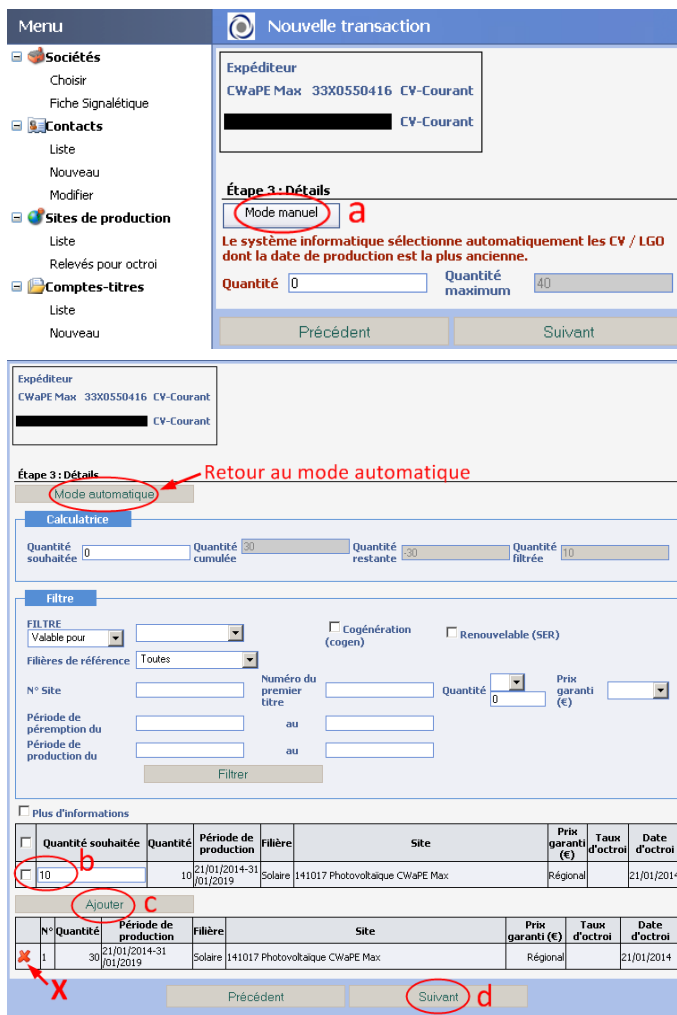 Menu
Nouvelle transaction
Sociétés
Choisir
Fiche Signalétique
Contacts
Liste
Nouveau
Modifier
Sites de production
Liste
Relevés pour octroi
Comptes-titres
Liste
Nouveau
Expéditeur
CWaPE Max 33X0550416 CV-Courant
CV-Courant
Étape 3 : Détails
Mode manuel a
Le système informatique sélectionne automatiquement les CV / LGO
dont la date de production est la plus ancienne.
Quantité 0 Quantité maximum 40
Précédent Suivant
Expéditeur
CWaPE Max 33X0550416 CV-Courant
CV-Courant
Étape 3 : Détails
Retour au mode automatique
Mode automatique
Calculatrice
Quantité souhaitée 0 Quantité cumulée 30 Quantité restante -30 Quantité filtrée 10
Filtre
FILTRE
Valable pour Cogénération (cogen) Renouvelable (SER)
Filières de référence Toutes
N° Site Numéro du premier titre Quantité 0 Prix garanti (€)
Période de péremption du au
Période de production du au
Filtrer
Plus d'informations
Quantité souhaitée Quantité Période de production Filière Site Prix garanti (€) Taux d'octroi Date d'octroi
b
10 10 21/01/2014-31/01/2019 Solaire 141017 Photovoltaïque CWaPE Max Régional 21/01/2014
Ajouter c
N° Quantité Période de production Filière Site Prix garanti (€) Taux d'octroi Date d'octroi
1 30 21/01/2014-31/01/2019 Solaire 141017 Photovoltaïque CWaPE Max Régional 21/01/2014
X
Précédent Suivant d